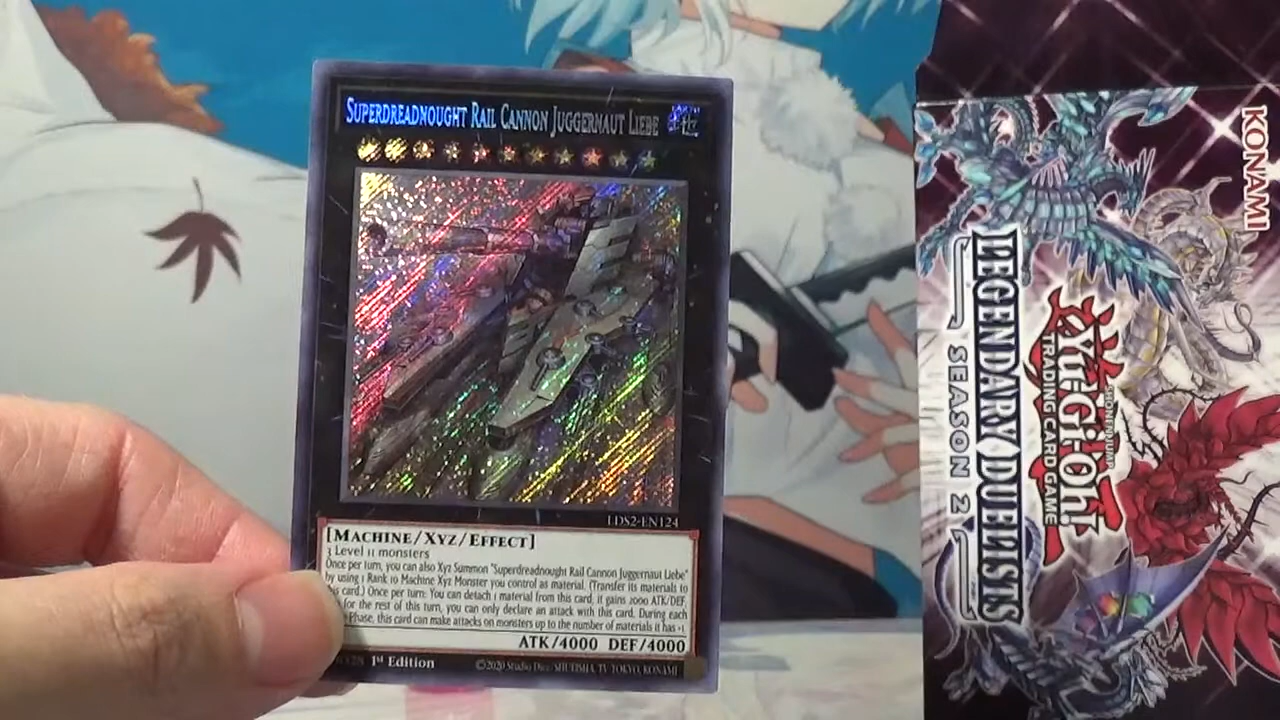 SUPERDREADNOUGHT RAIL CANNON JUGGERNAUT LIEBE
EARTH
LDS2-EN124
[MACHINE/XYZ/EFFECT]
3 Level 11 monsters
Once per turn, you can also Xyz Summon "Superdreadnought Rail Cannon Juggernaut Liebe"
by using 1 Rank 10 Machine Xyz Monster you control as material. (Transfer its materials to
card.) Once per turn: You can detach 1 material from this card; it gains 2000 ATK/DEF,
for the rest of this turn, you can only declare an attack with this card. During each
Phase, this card can make attacks on monsters up to the number of materials it has +1.
ATK/4000 DEF/4000
1st Edition
©2020 Studio Dice/SHUEISHA, TV TOKYO, KONAMI
KONAMI
SHONEN JUMP
Yu-Gi-Oh!
TRADING CARD GAME
LEGENDARY DUELISTS
SEASON 2